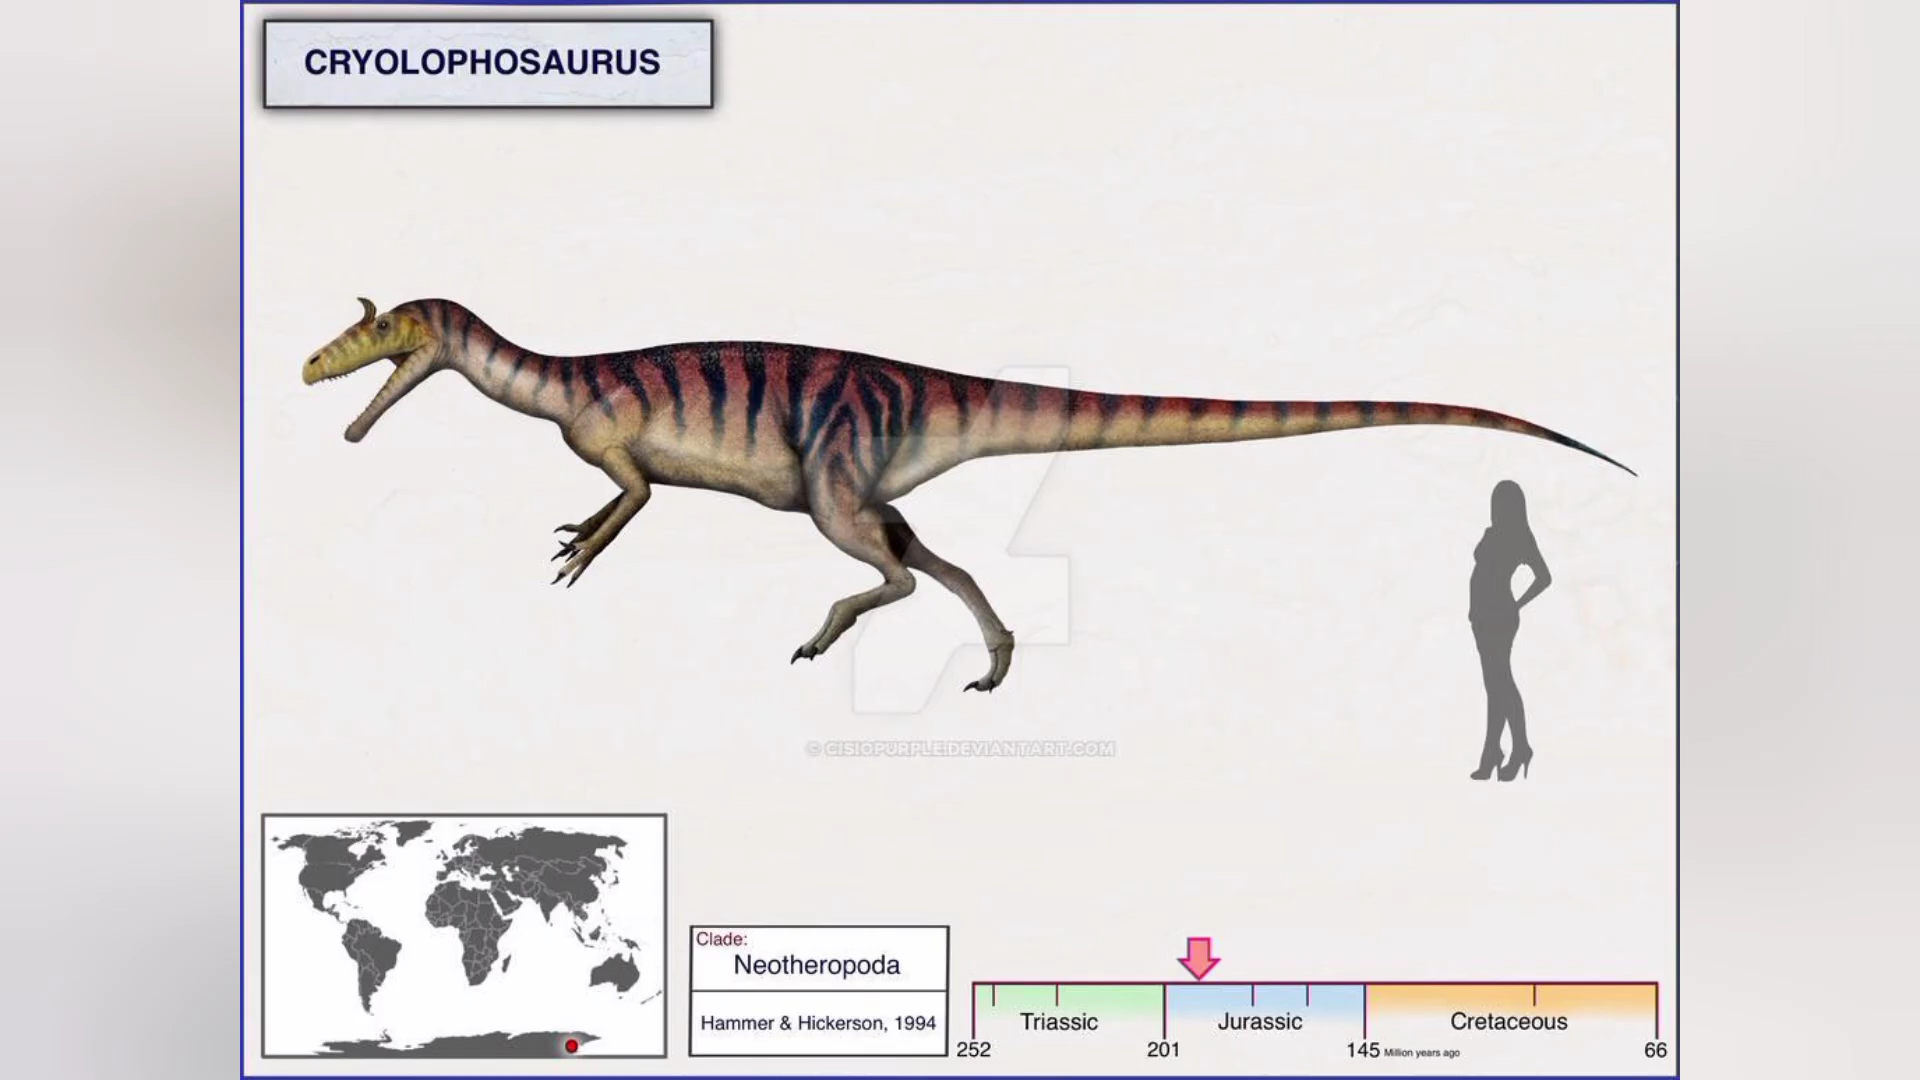 CRYOLOPHOSAURUS
© CISIOPURPLE.DEVIANTART.COM
Clade:
Neotheropoda
Hammer & Hickerson, 1994
Triassic Jurassic Cretaceous
252 201 145 Million years ago 66